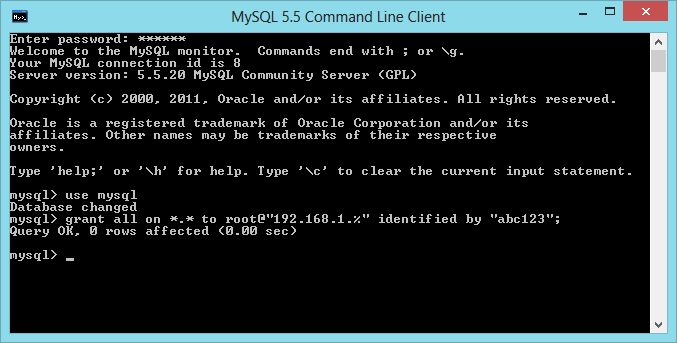 MySQL 5.5 Command Line Client
Enter password: ******
Welcome to the MySQL monitor.  Commands end with ; or \g.
Your MySQL connection id is 8
Server version: 5.5.20 MySQL Community Server (GPL)
Copyright (c) 2000, 2011, Oracle and/or its affiliates. All rights reserved.
Oracle is a registered trademark of Oracle Corporation and/or its
affiliates. Other names may be trademarks of their respective
owners.
Type 'help;' or '\h' for help. Type '\c' to clear the current input statement.
mysql> use mysql
Database changed
mysql> grant all on *.* to root@"192.168.1.%" identified by "abc123";
Query OK, 0 rows affected (0.00 sec)
mysql> _